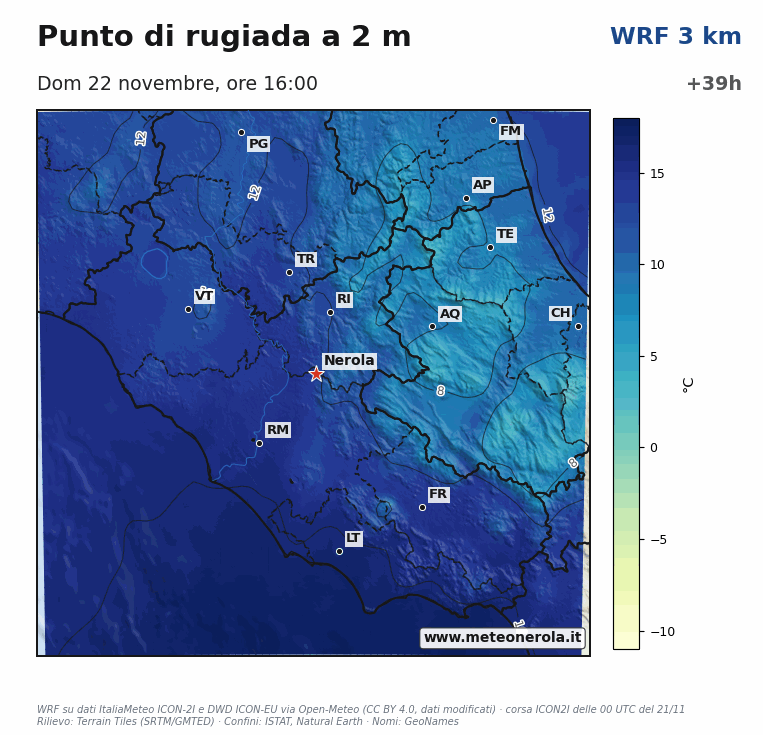 Punto di rugiada a 2 m
WRF 3 km
Dom 22 novembre, ore 16:00
+39h
12
FM
PG
12
AP
12
TE
TR
VT
RI
AQ
CH
Nerola
8
RM
8
FR
LT
www.meteonerola.it
15
10
5
0
−5
−10
°C
WRF su dati ItaliaMeteo ICON-2I e DWD ICON-EU via Open-Meteo (CC BY 4.0, dati modificati) · corsa ICON2I delle 00 UTC del 21/11
Rilievo: Terrain Tiles (SRTM/GMTED) · Confini: ISTAT, Natural Earth · Nomi: GeoNames